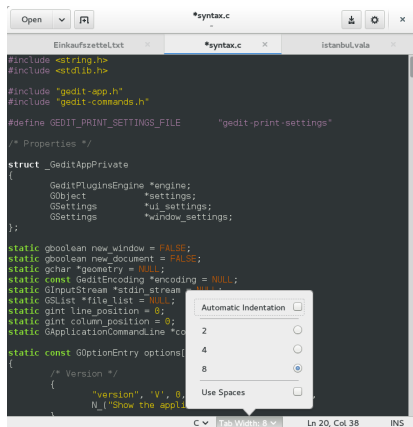 Open
*syntax.c
Einkaufszettel.txt
*syntax.c
istanbul.vala
#include <string.h>
#include <stdlib.h>
#include "gedit-app.h"
#include "gedit-commands.h"
#define GEDIT_PRINT_SETTINGS_FILE "gedit-print-settings"
/* Properties */
struct _GeditAppPrivate
{
GeditPluginsEngine *engine;
GObject *settings;
GSettings *ui_settings;
GSettings *window_settings;
};
static gboolean new_window = FALSE;
static gboolean new_document = FALSE;
static gchar *geometry = NULL;
static const GeditEncoding *encoding = NULL;
static GInputStream *stdin_stream = NULL;
static GSList *file_list = NULL;
static gint line_position = 0;
static gint column_position = 0;
static GApplicationCommandLine *co
static const GOptionEntry options[
{
/* Version */
{
"version", 'V', 0,
N_("Show the appli
}
Automatic Indentation
2
4
8
Use Spaces
C
Tab Width: 8
Ln 20, Col 38
INS